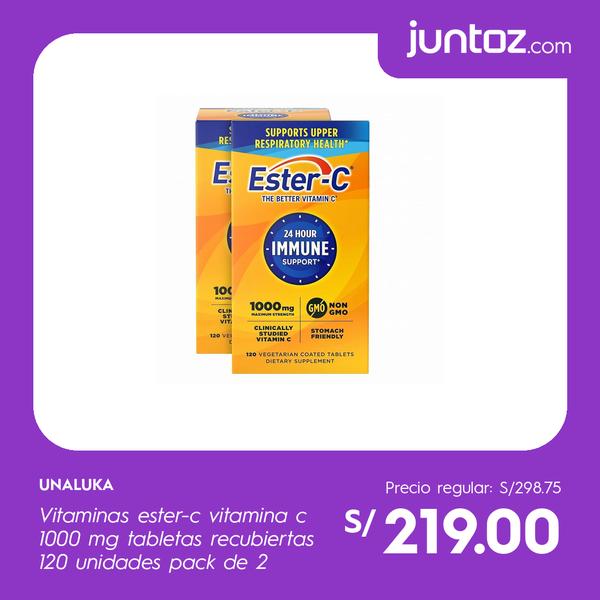 juntoz.com
SUPPORTS UPPER
RESPIRATORY HEALTH*
Ester-C®
THE BETTER VITAMIN C®
24 HOUR
IMMUNE
SUPPORT*
1000mg
MAXIMUM STRENGTH
GMO NON
GMO
CLINICALLY
STUDIED
VITAMIN C
STOMACH
FRIENDLY
120 VEGETARIAN COATED TABLETS
DIETARY SUPPLEMENT
UNALUKA
Vitaminas ester-c vitamina c
1000 mg tabletas recubiertas
120 unidades pack de 2
Precio regular: S/298.75
S/219.00